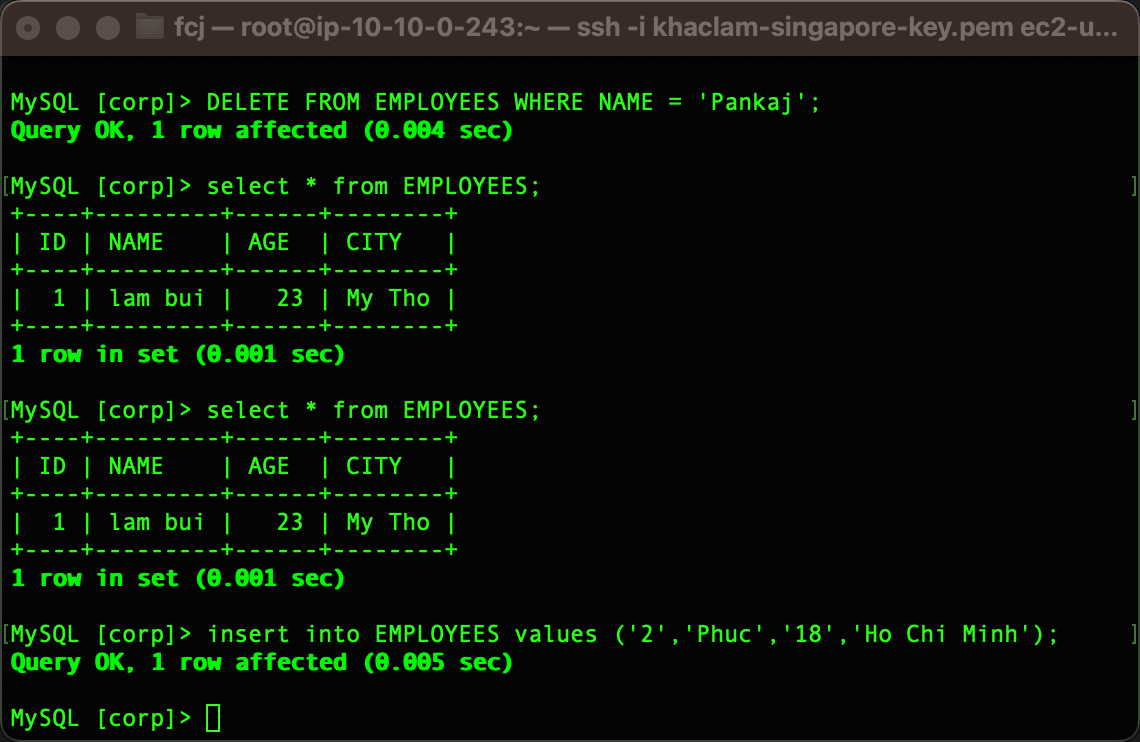 fcj — root@ip-10-10-0-243:~ — ssh -i khaclam-singapore-key.pem ec2-u...
MySQL [corp]> DELETE FROM EMPLOYEES WHERE NAME = 'Pankaj';
Query OK, 1 row affected (0.004 sec)
[MySQL [corp]> select * from EMPLOYEES; ]
+----+---------+------+--------+
| ID | NAME    | AGE  | CITY   |
+----+---------+------+--------+
|  1 | lam bui |   23 | My Tho |
+----+---------+------+--------+
1 row in set (0.001 sec)
[MySQL [corp]> select * from EMPLOYEES; ]
+----+---------+------+--------+
| ID | NAME    | AGE  | CITY   |
+----+---------+------+--------+
|  1 | lam bui |   23 | My Tho |
+----+---------+------+--------+
1 row in set (0.001 sec)
[MySQL [corp]> insert into EMPLOYEES values ('2','Phuc','18','Ho Chi Minh'); ]
Query OK, 1 row affected (0.005 sec)
MySQL [corp]>